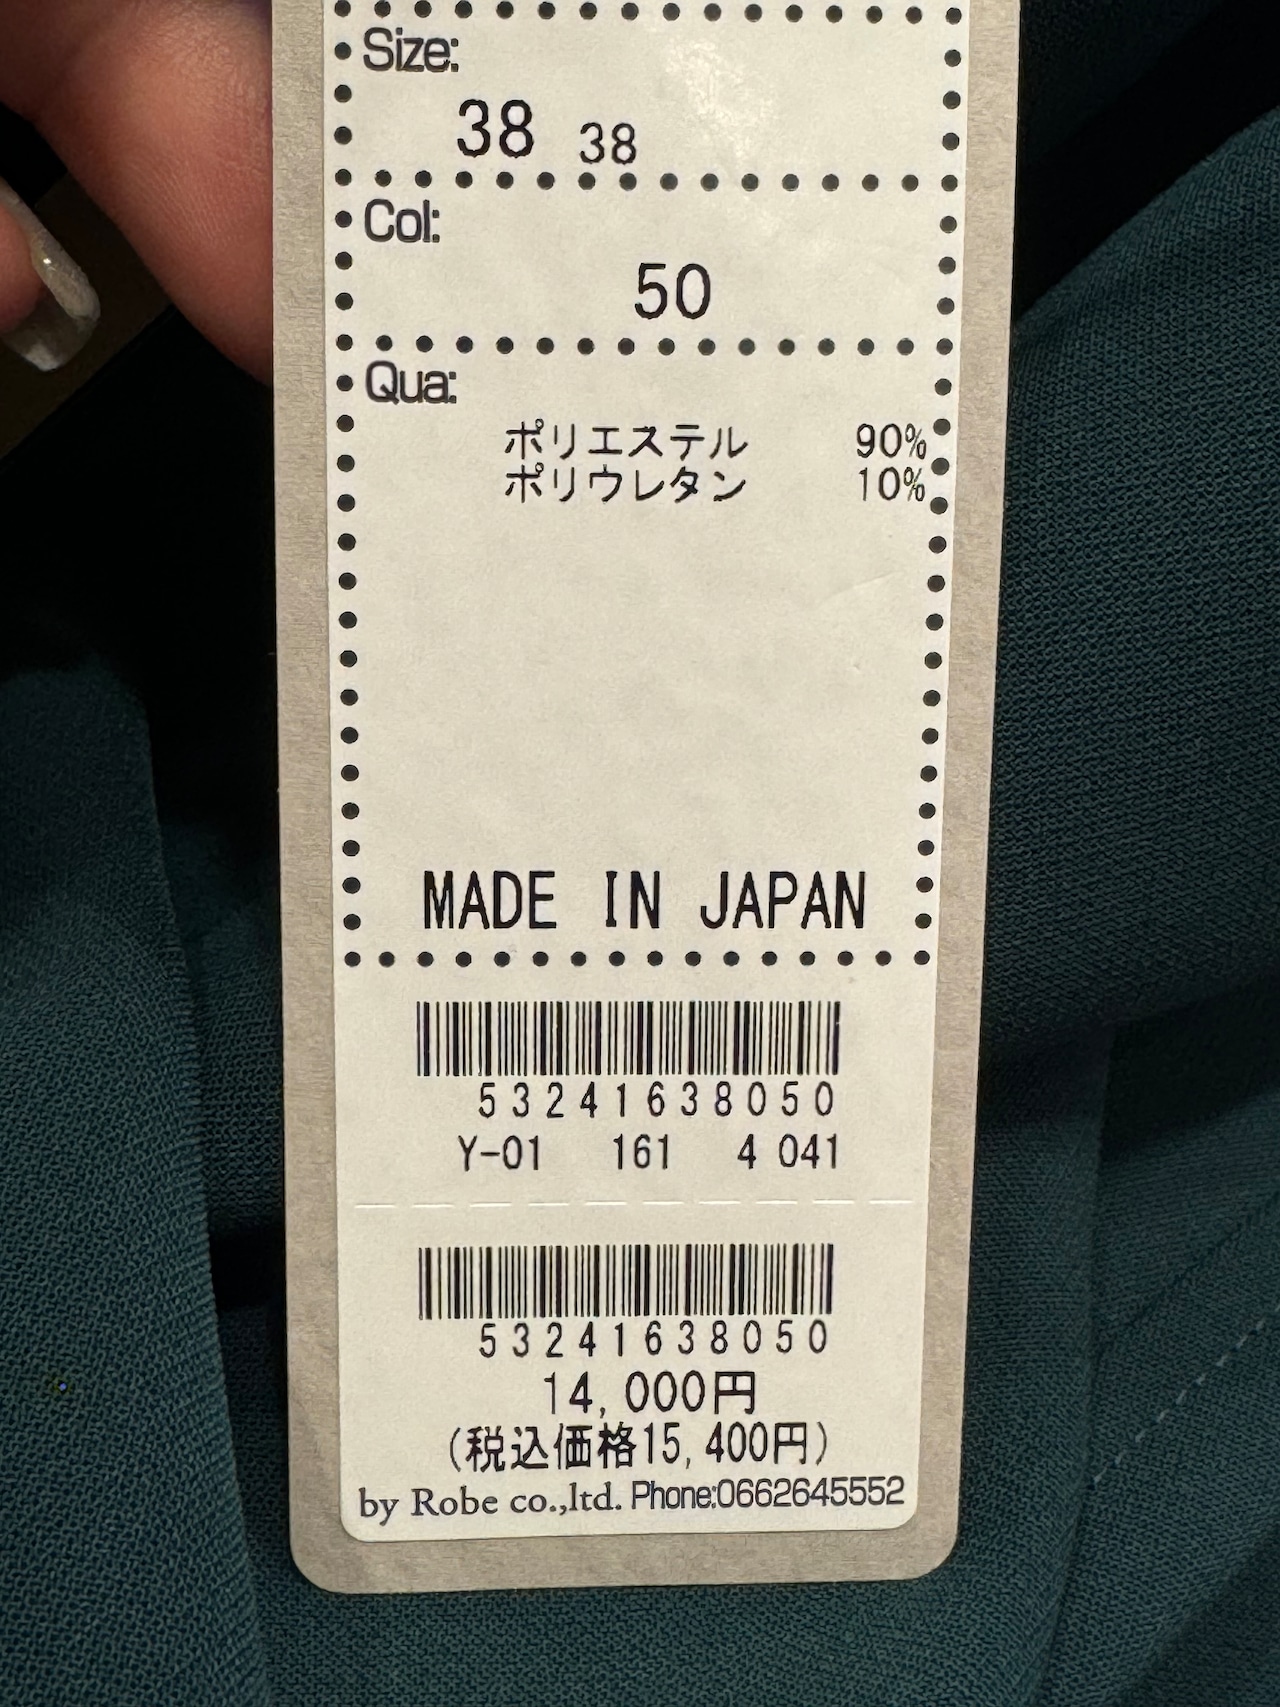 Size:
38 38
Col:
50
Qua:
ポリエステル 90%
ポリウレタン 10%
MADE IN JAPAN
53241638050
Y-01 161 4 041
53241638050
14,000円
(税込価格15,400円)
by Robe co.,ltd. Phone:0662645552